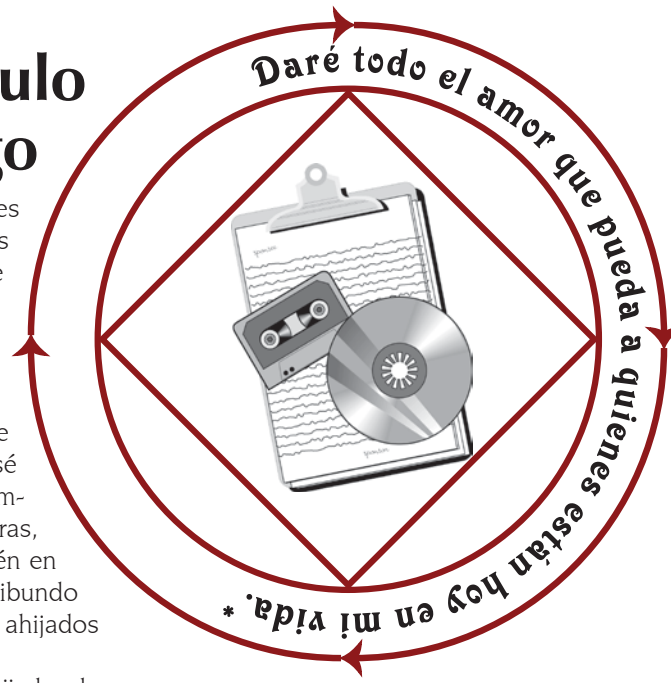 ulo
go
es
s
e
e
sé
m-
ras,
én en
ibundo
ahijados
Daré todo el amor que pueda a quienes están hoy en mi vida. *